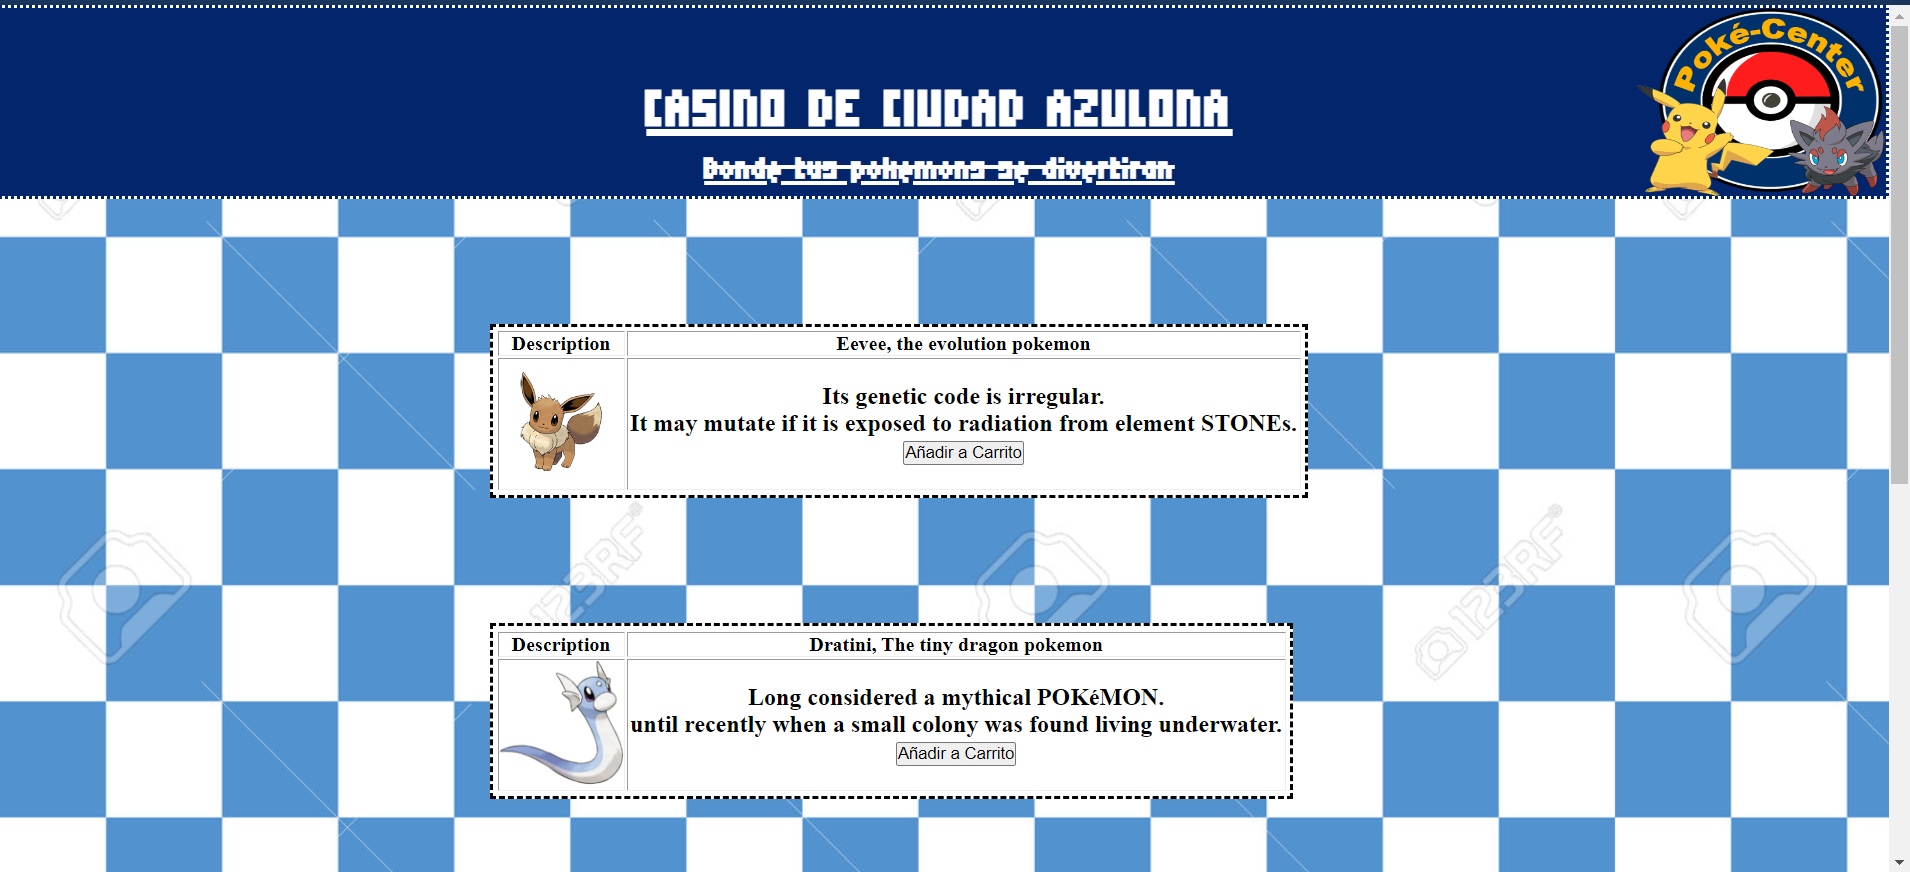 Poké-Center
CASINO DE CIUDAD AZULONA
Donde tus pokemons se divertiran
Description
Eevee, the evolution pokemon
Its genetic code is irregular.
It may mutate if it is exposed to radiation from element STONEs.
Añadir a Carrito
123RF
123RF
Description
Dratini, The tiny dragon pokemon
Long considered a mythical POKéMON.
until recently when a small colony was found living underwater.
Añadir a Carrito